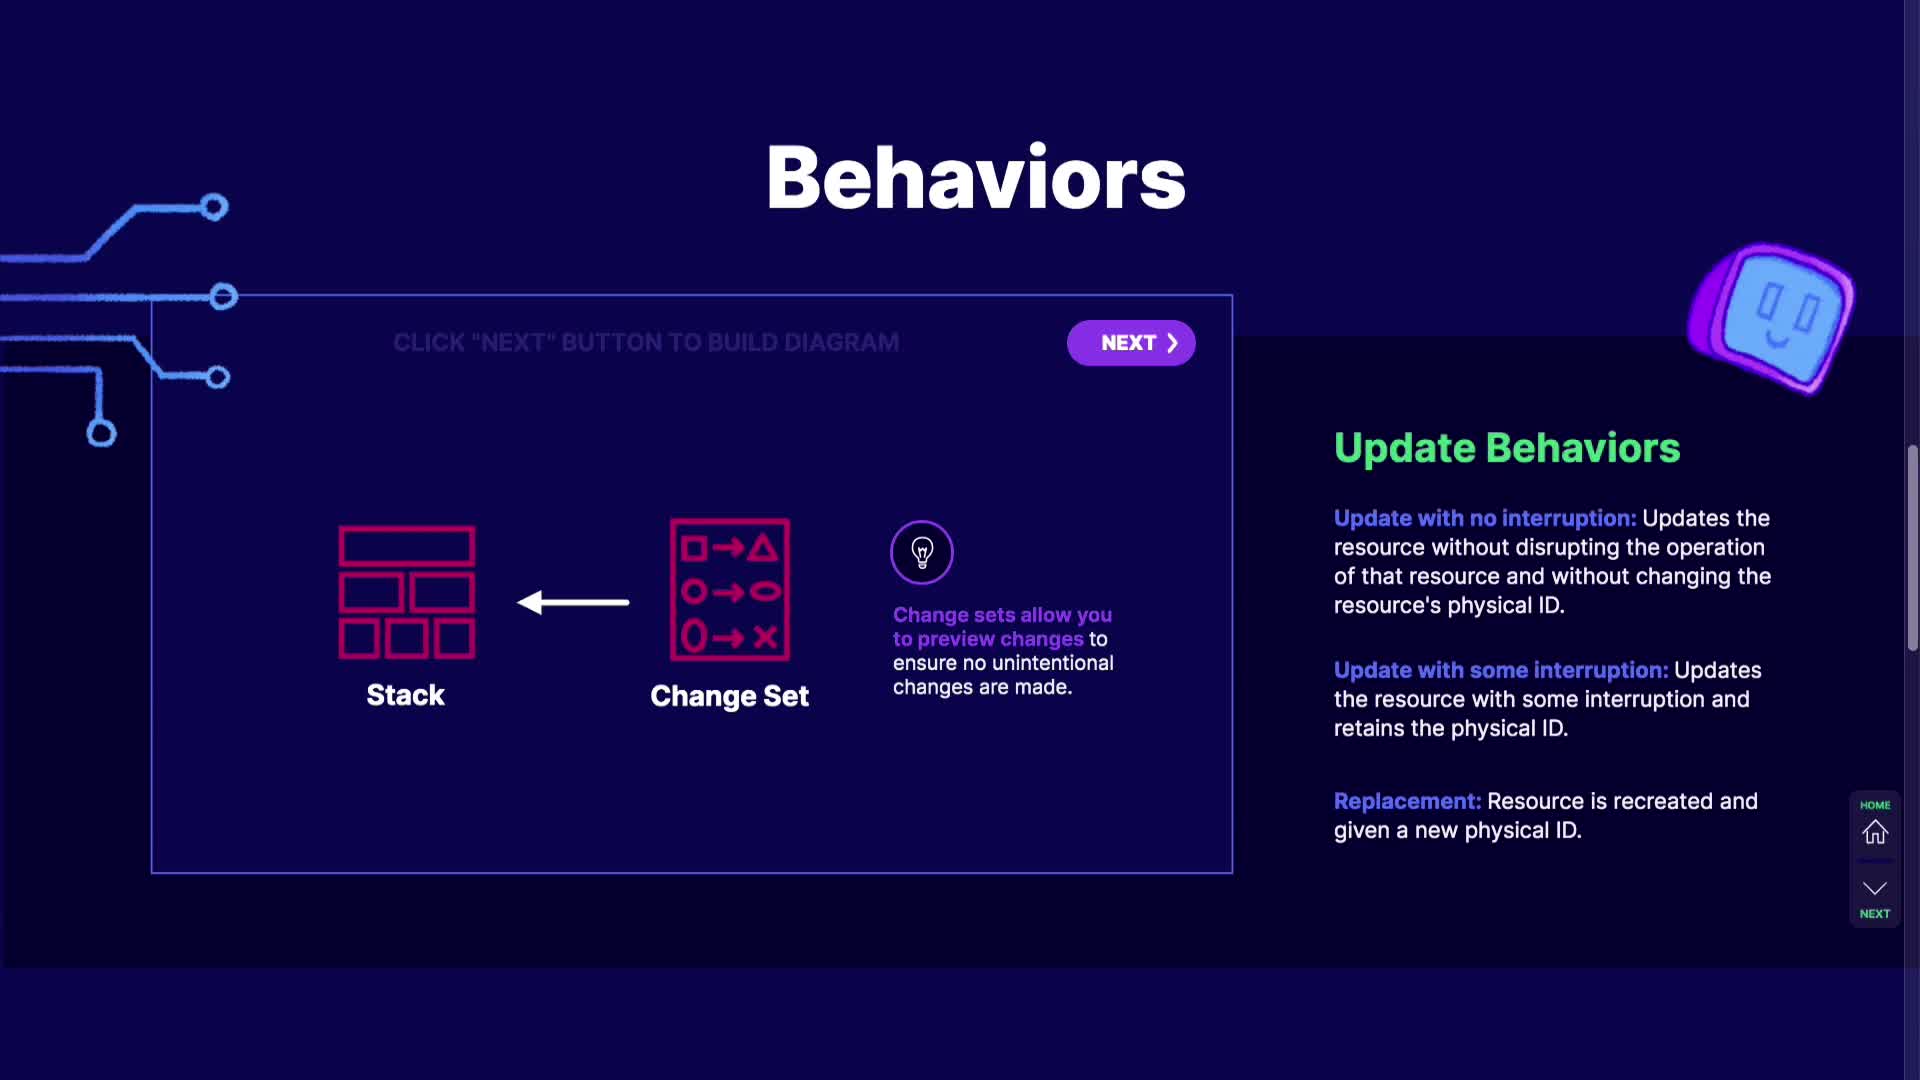 Behaviors
CLICK "NEXT" BUTTON TO BUILD DIAGRAM
NEXT
Stack
Change Set
Change sets allow you
to preview changes to
ensure no unintentional
changes are made.
Update Behaviors
Update with no interruption: Updates the
resource without disrupting the operation
of that resource and without changing the
resource's physical ID.
Update with some interruption: Updates
the resource with some interruption and
retains the physical ID.
Replacement: Resource is recreated and
given a new physical ID.
HOME
NEXT